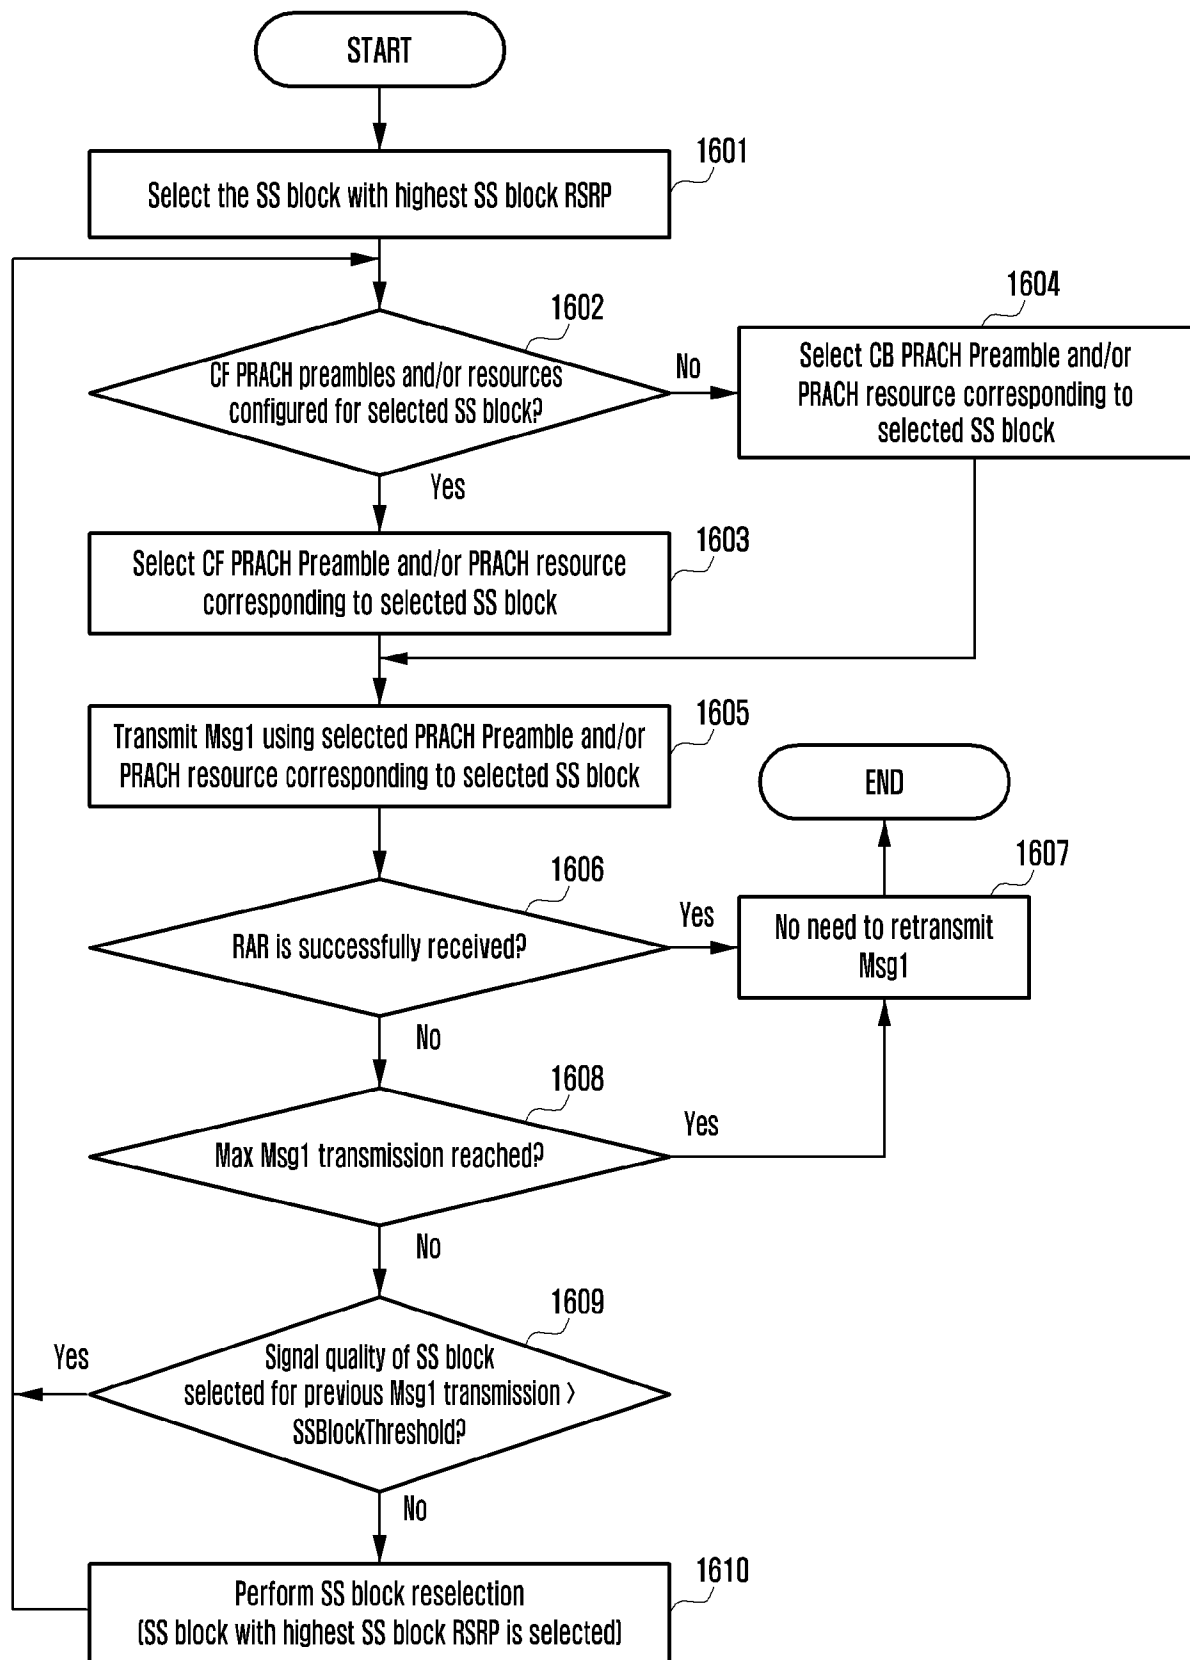 START
1601
Select the SS block with highest SS block RSRP
1602
CF PRACH preambles and/or resources
configured for selected SS block?
No
1604
Select CB PRACH Preamble and/or
PRACH resource corresponding to
selected SS block
Yes
1603
Select CF PRACH Preamble and/or PRACH resource
corresponding to selected SS block
1605
Transmit Msg1 using selected PRACH Preamble and/or
PRACH resource corresponding to selected SS block
END
1606
RAR is successfully received?
Yes
1607
No need to retransmit
Msg1
No
1608
Max Msg1 transmission reached?
Yes
No
1609
Signal quality of SS block
selected for previous Msg1 transmission >
SSBlockThreshold?
Yes
No
1610
Perform SS block reselection
(SS block with highest SS block RSRP is selected)